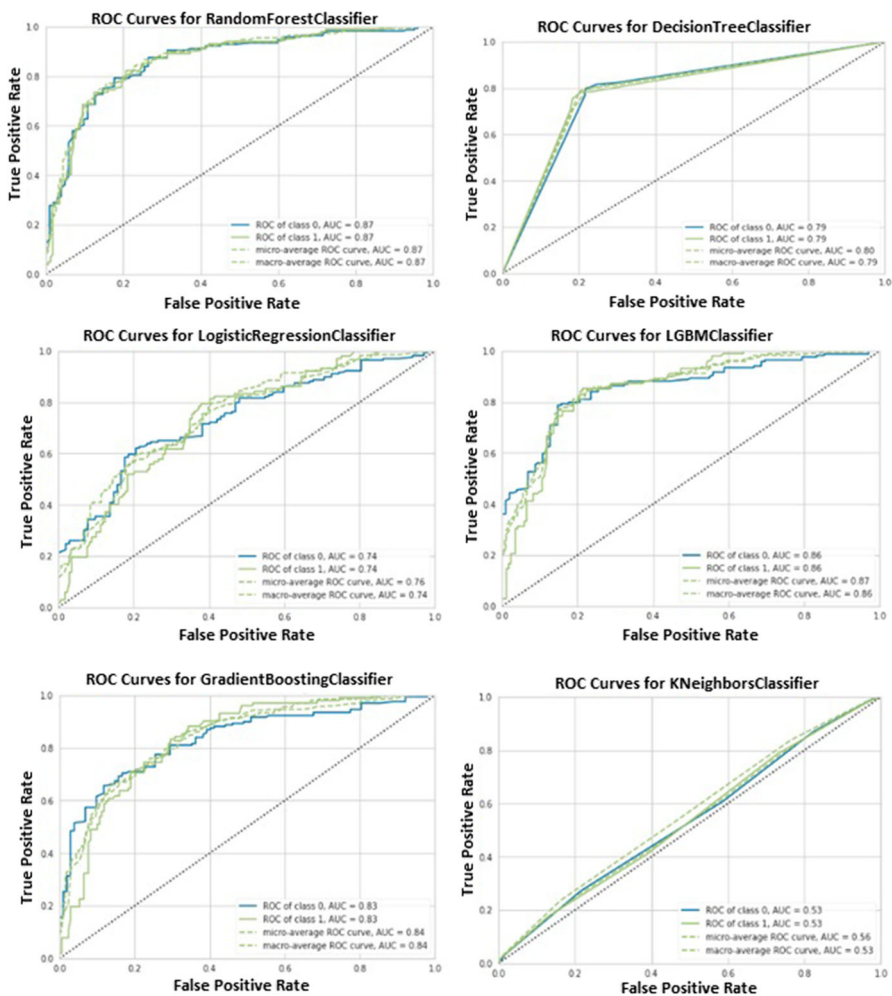 ROC Curves for RandomForestClassifier
True Positive Rate
1.0
0.8
0.6
0.4
0.2
0.0
ROC of class 0, AUC = 0.87
ROC of class 1, AUC = 0.87
micro-average ROC curve, AUC = 0.87
macro-average ROC curve, AUC = 0.87
0.0 0.2 0.4 0.6 0.8 1.0
False Positive Rate
ROC Curves for DecisionTreeClassifier
True Positive Rate
1.0
0.8
0.6
0.4
0.2
0.0
ROC of class 0, AUC = 0.79
ROC of class 1, AUC = 0.79
micro-average ROC curve, AUC = 0.80
macro-average ROC curve, AUC = 0.79
0.0 0.2 0.4 0.6 0.8 1.0
False Positive Rate
ROC Curves for LogisticRegressionClassifier
True Positive Rate
1.0
0.8
0.6
0.4
0.2
0.0
ROC of class 0, AUC = 0.74
ROC of class 1, AUC = 0.74
micro-average ROC curve, AUC = 0.76
macro-average ROC curve, AUC = 0.74
0.0 0.2 0.4 0.6 0.8 1.0
False Positive Rate
ROC Curves for LGBMClassifier
True Positive Rate
1.0
0.8
0.6
0.4
0.2
0.0
ROC of class 0, AUC = 0.86
ROC of class 1, AUC = 0.86
micro-average ROC curve, AUC = 0.87
macro-average ROC curve, AUC = 0.86
0.0 0.2 0.4 0.6 0.8 1.0
False Positive Rate
ROC Curves for GradientBoostingClassifier
True Positive Rate
1.0
0.8
0.6
0.4
0.2
0.0
ROC of class 0, AUC = 0.83
ROC of class 1, AUC = 0.83
micro-average ROC curve, AUC = 0.84
macro-average ROC curve, AUC = 0.84
0.0 0.2 0.4 0.6 0.8 1.0
False Positive Rate
ROC Curves for KNeighborsClassifier
True Positive Rate
1.0
0.8
0.6
0.4
0.2
0.0
ROC of class 0, AUC = 0.53
ROC of class 1, AUC = 0.53
micro-average ROC curve, AUC = 0.56
macro-average ROC curve, AUC = 0.53
0.0 0.2 0.4 0.6 0.8 1.0
False Positive Rate